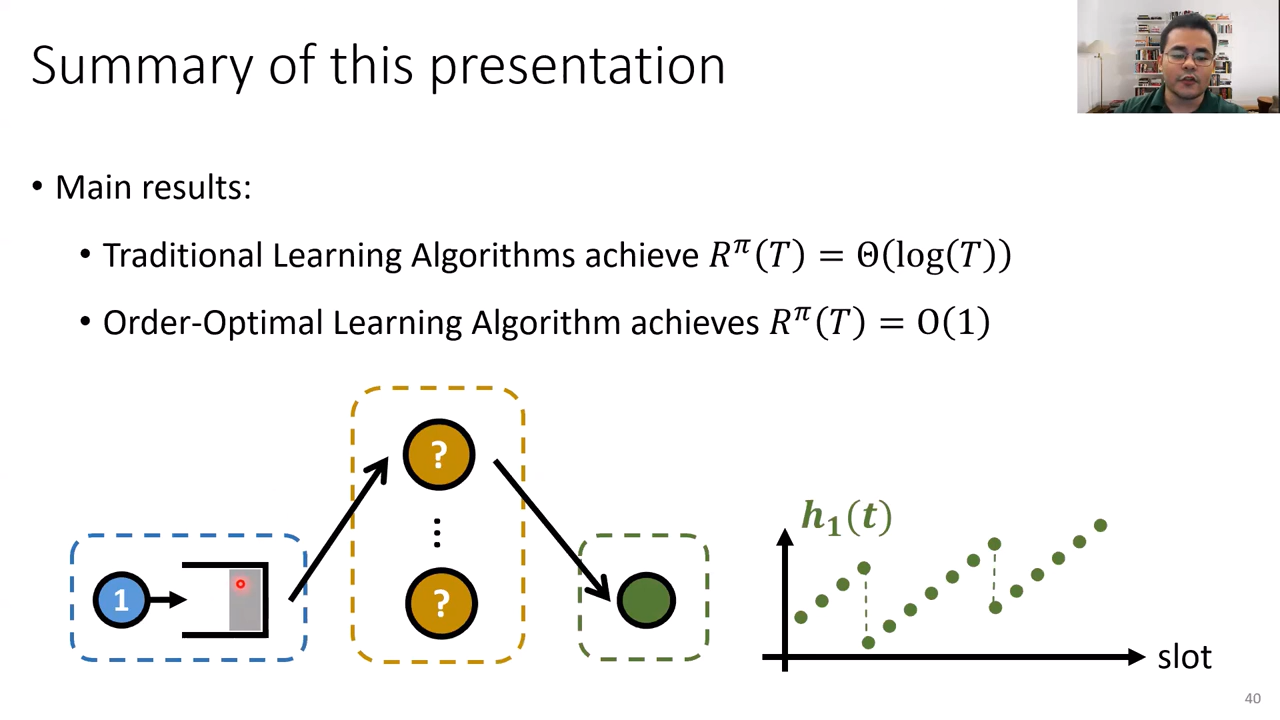 Summary of this presentation
• Main results:
• Traditional Learning Algorithms achieve R^π(T) = Θ(log(T))
• Order-Optimal Learning Algorithm achieves R^π(T) = O(1)
?
⋮
?
1
h₁(t)
slot
40